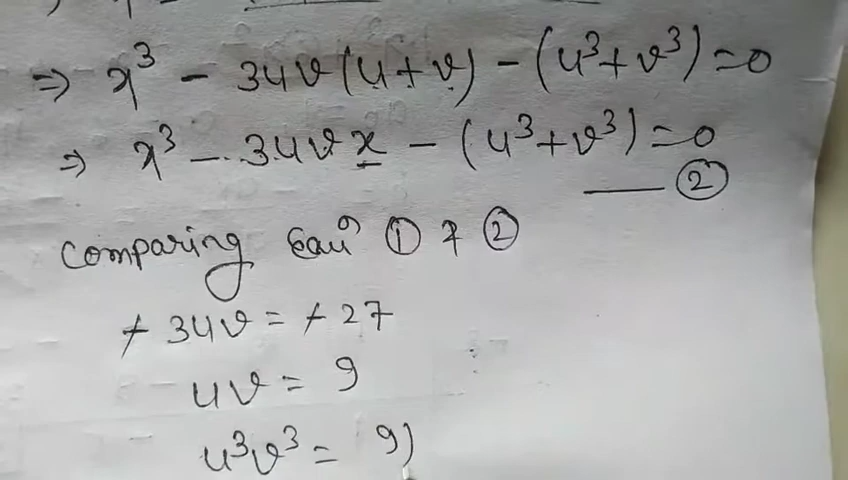 ⇒ x³ - 3uv(u+v) - (u³+v³) = 0
⇒ x³ - 3uvx - (u³+v³) = 0
—— ②
Comparing EqUⁿ ① & ②
-3uv = -27
uv = 9
u³v³ = 9)